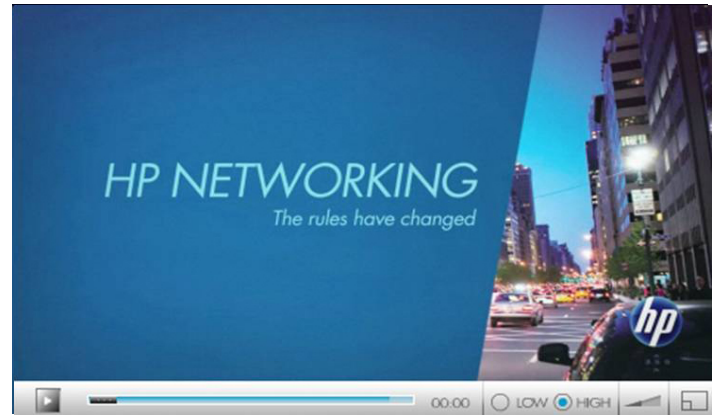 HP NETWORKING
The rules have changed
hp
00:00
LOW
HIGH